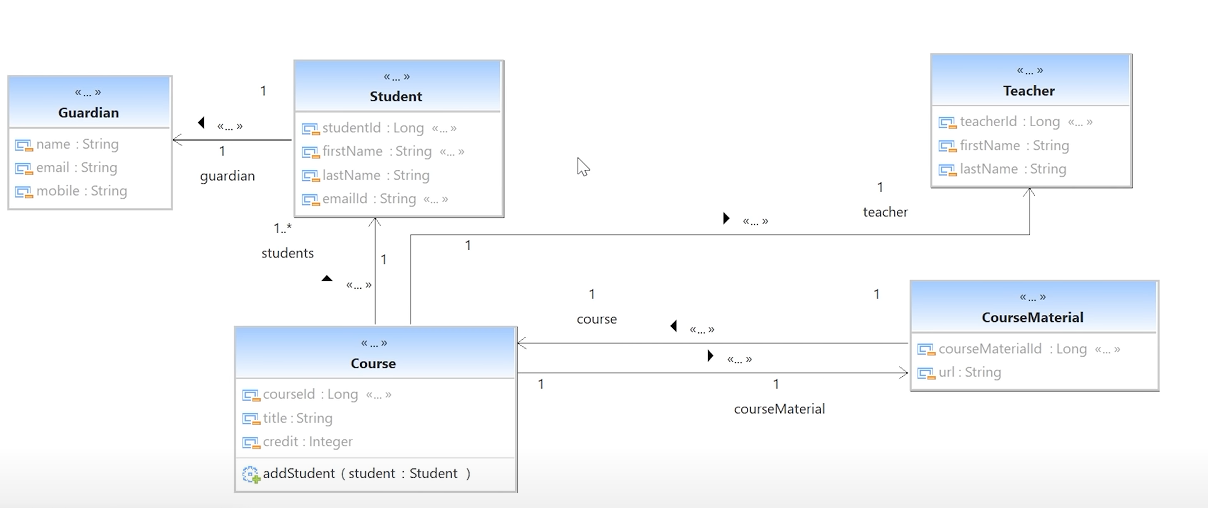 «... »
Guardian
name : String
email : String
mobile : String
1
«... »
1
guardian
«... »
Student
studentId : Long «... »
firstName : String «... »
lastName : String
emailId : String «... »
«... »
Teacher
teacherId : Long «... »
firstName : String
lastName : String
1..*
students
1
«... »
1
«... »
1
teacher
1
course
«... »
1
«... »
1
1
courseMaterial
«... »
CourseMaterial
courseMaterialId : Long «... »
url : String
«... »
Course
courseId : Long «... »
title : String
credit : Integer
addStudent ( student : Student )